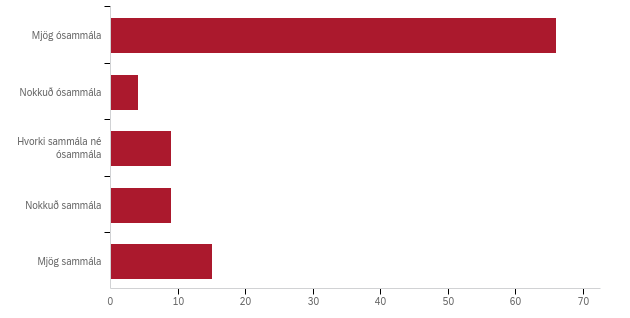 Mjög ósammála
Nokkuð ósammála
Hvorki sammála né
ósammála
Nokkuð sammála
Mjög sammála
0 10 20 30 40 50 60 70